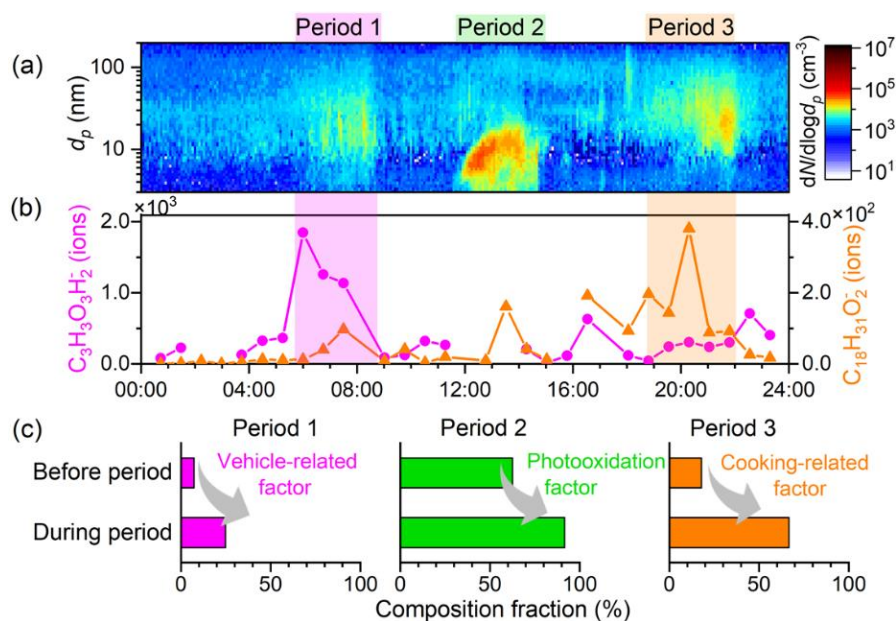 Period 1 Period 2 Period 3
(a)
d_p (nm)
100
10
10^7
10^5
10^3
10^1
dN/dlogd_p (cm^-3)
(b)
×10^3
×10^2
C3H3O3H2^- (ions)
2.0
1.0
0.0
4.0
2.0
0.0
C18H31O2^- (ions)
00:00 04:00 08:00 12:00 16:00 20:00 24:00
(c)
Period 1 Period 2 Period 3
Before period
During period
Vehicle-related
factor
Photooxidation
factor
Cooking-related
factor
0 50 100 0 50 100 0 50 100
Composition fraction (%)